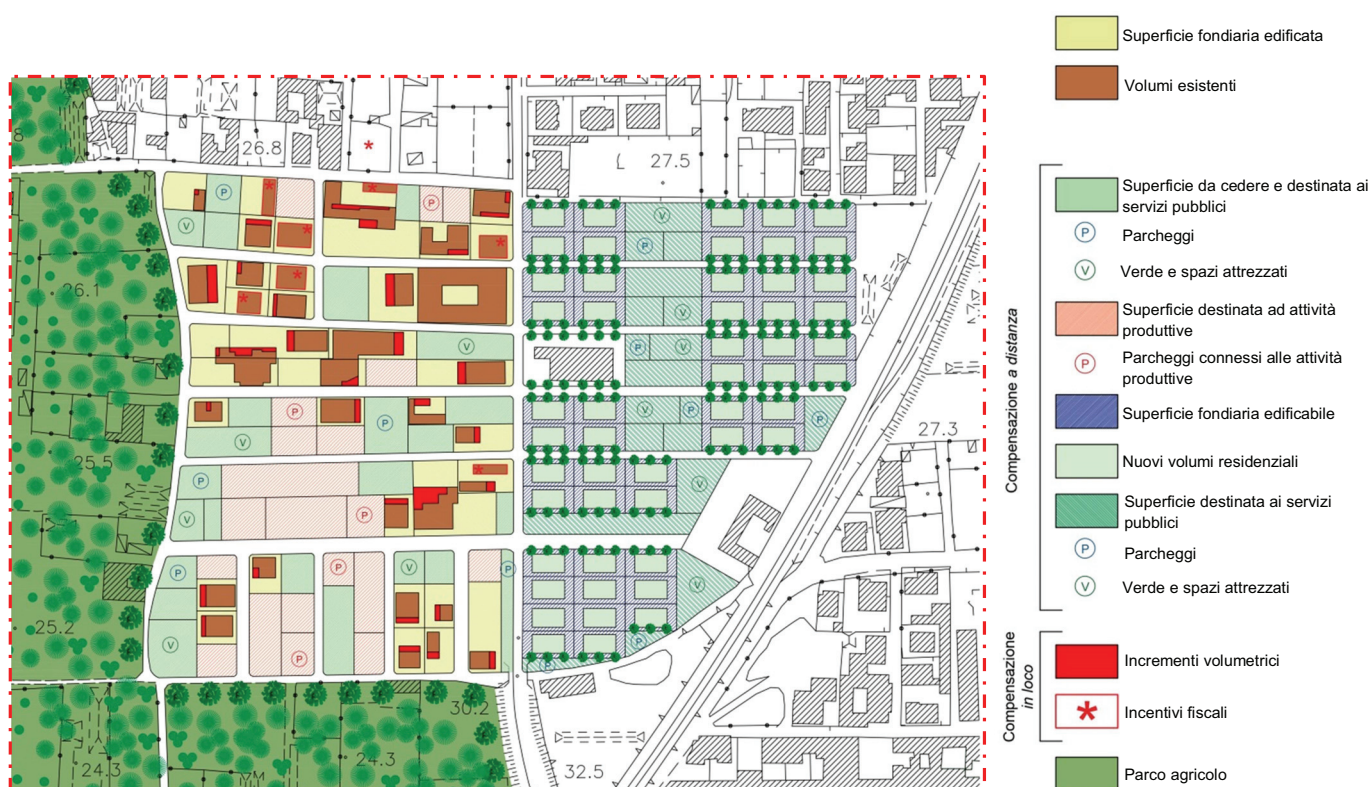 Superficie fondiaria edificata
Volumi esistenti
Compensazione a distanza
Superficie da cedere e destinata ai
servizi pubblici
P
Parcheggi
V
Verde e spazi attrezzati
Superficie destinata ad attività
produttive
P
Parcheggi connessi alle attività
produttive
Superficie fondiaria edificabile
Nuovi volumi residenziali
Superficie destinata ai servizi
pubblici
P
Parcheggi
V
Verde e spazi attrezzati
Compensazione
in loco
Incrementi volumetrici
Incentivi fiscali
Parco agricolo
8
26.8
27.5
P
P
V
V
V
P
26.1
V
V
P
V
P
V
P
P
V
P
27.3
25.5
P
V
P
V
P
V
P
P
V
25.2
V
P
P
P
30.2
24.3
24.3
32.5